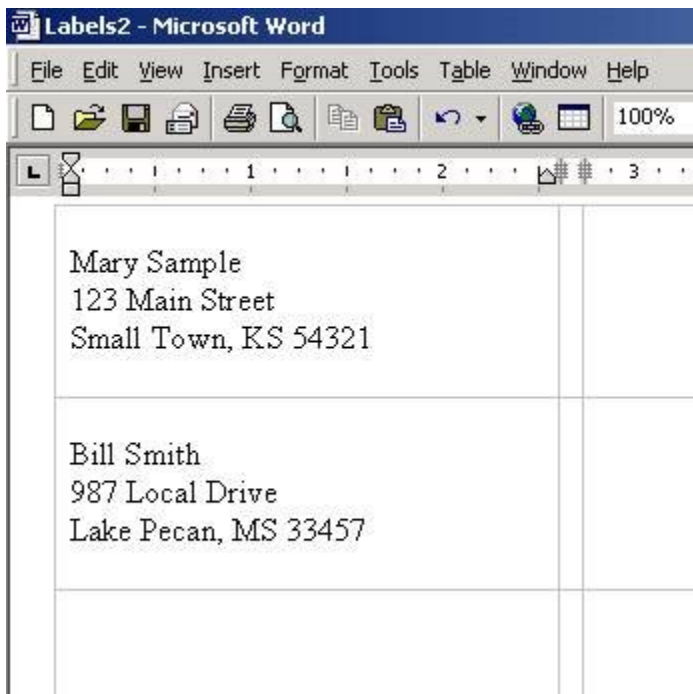 Labels2 - Microsoft Word
File Edit View Insert Format Tools Table Window Help
100%
1 2 3
Mary Sample
123 Main Street
Small Town, KS 54321
Bill Smith
987 Local Drive
Lake Pecan, MS 33457